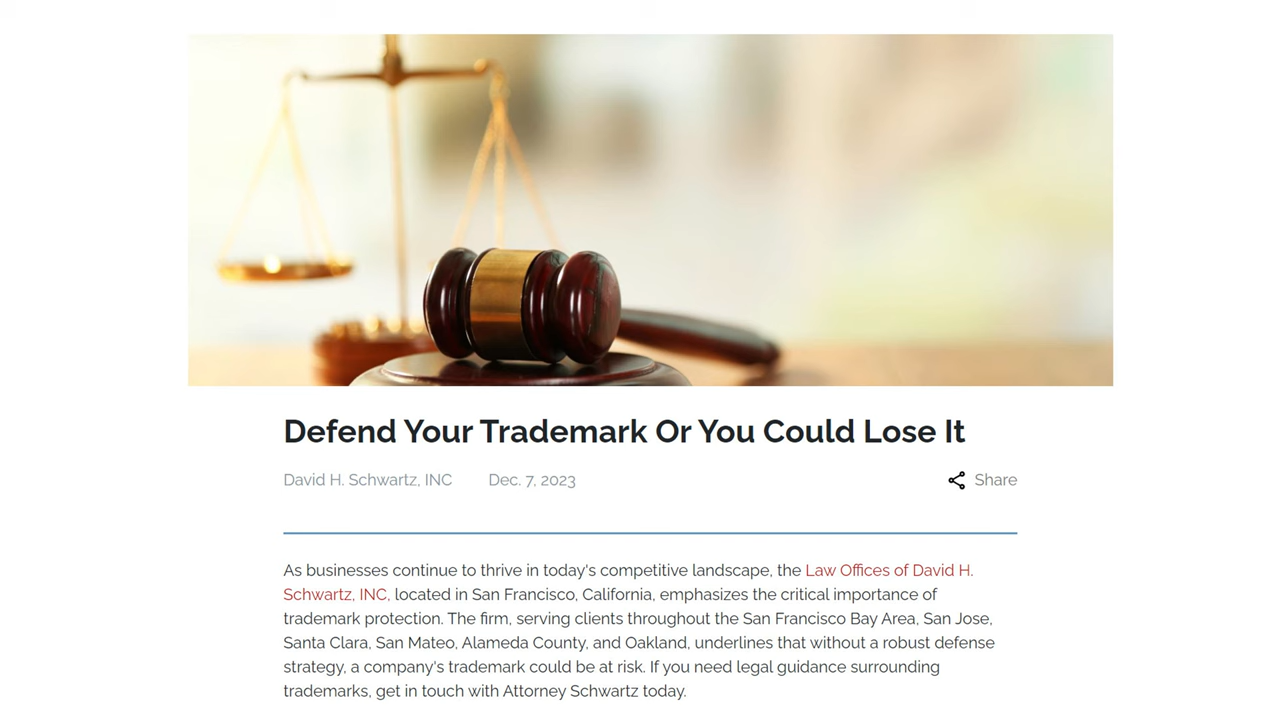 Defend Your Trademark Or You Could Lose It
David H. Schwartz, INC Dec. 7, 2023 Share
As businesses continue to thrive in today's competitive landscape, the Law Offices of David H.
Schwartz, INC, located in San Francisco, California, emphasizes the critical importance of
trademark protection. The firm, serving clients throughout the San Francisco Bay Area, San Jose,
Santa Clara, San Mateo, Alameda County, and Oakland, underlines that without a robust defense
strategy, a company's trademark could be at risk. If you need legal guidance surrounding
trademarks, get in touch with Attorney Schwartz today.